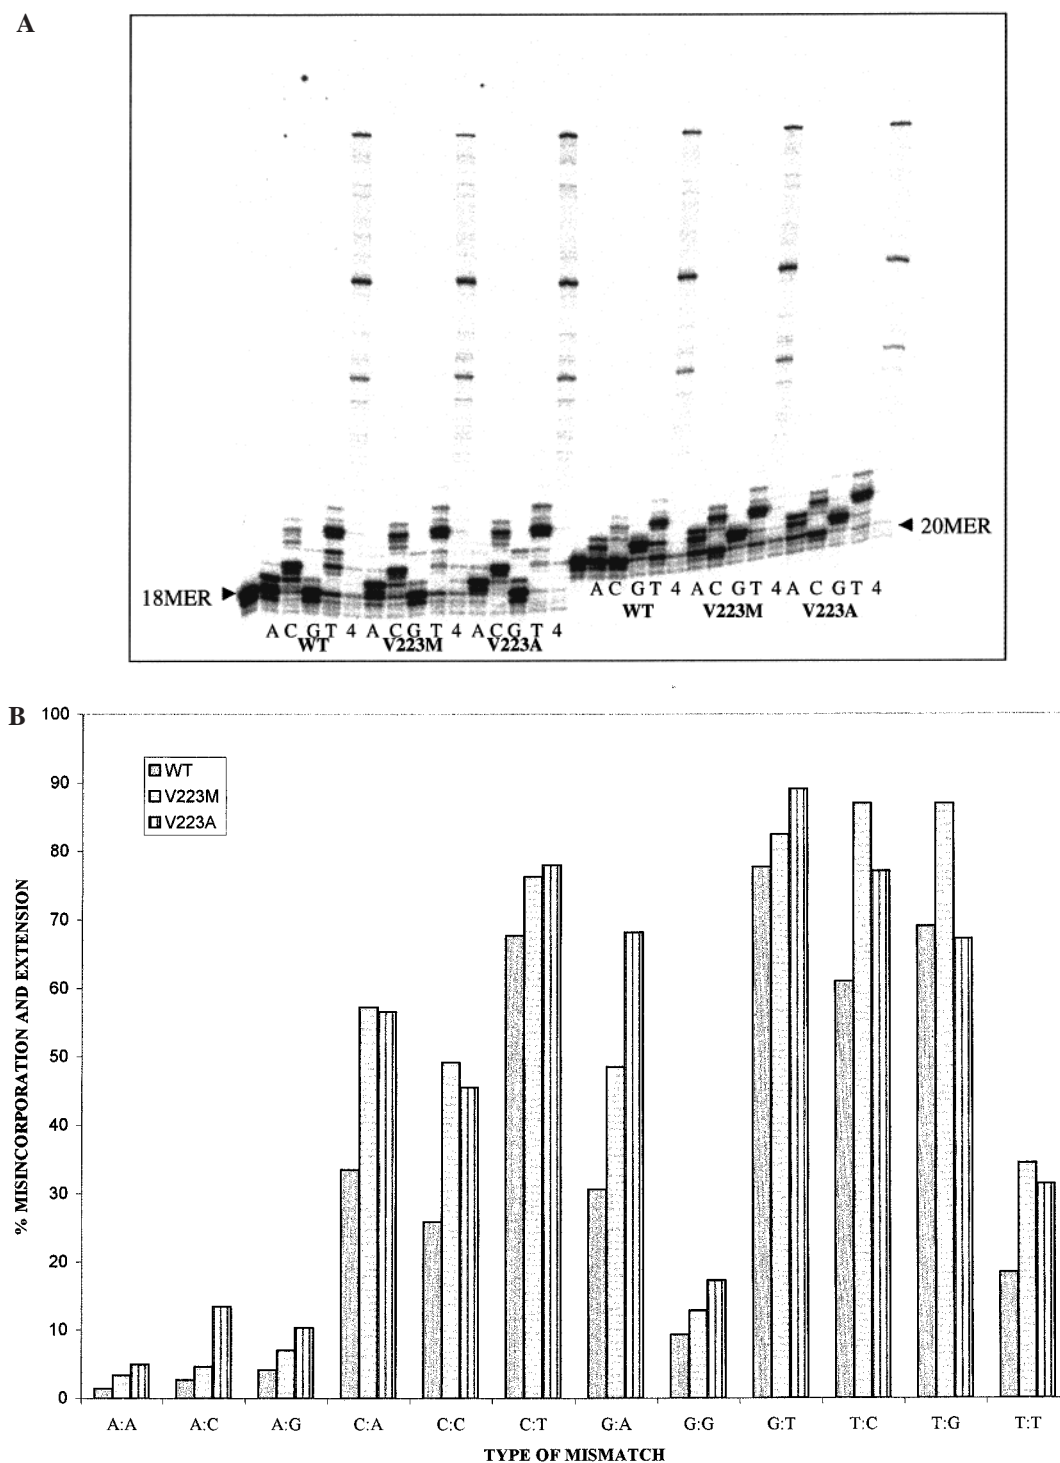 A
18MER
20MER
A C G T 4 A C G T 4 A C G T 4
WT V223M V223A
A C G T 4 A C G T 4 A C G T 4
WT V223M V223A
B
100
90
80
70
60
50
40
30
20
10
0
WT
V223M
V223A
% MISINCORPORATION AND EXTENSION
A:A A:C A:G C:A C:C C:T G:A G:G G:T T:C T:G T:T
TYPE OF MISMATCH